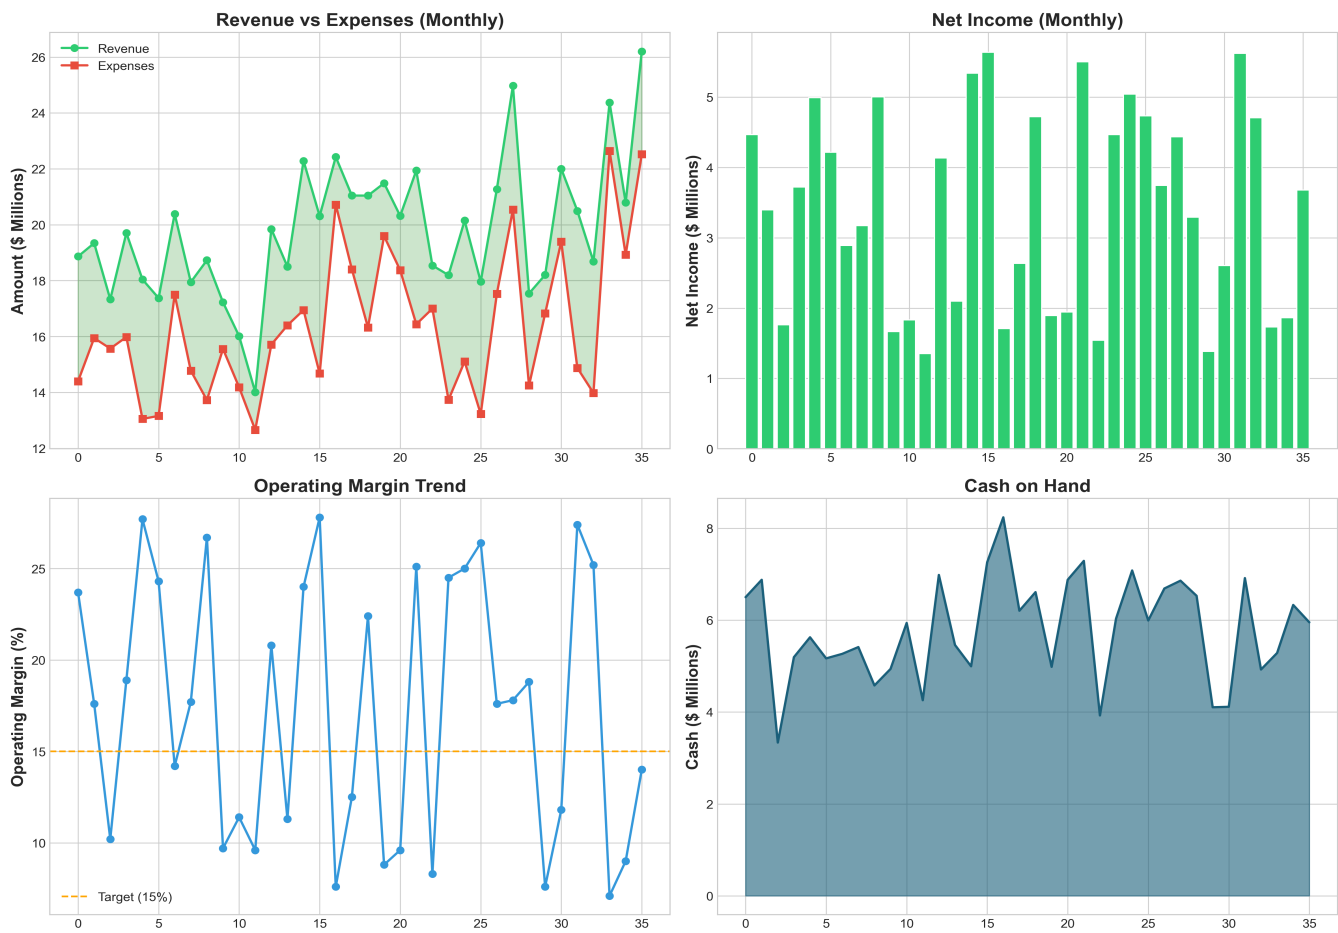 Revenue vs Expenses (Monthly)
Revenue
Expenses
Amount ($ Millions)
26
24
22
20
18
16
14
12
0 5 10 15 20 25 30 35
Net Income (Monthly)
Net Income ($ Millions)
5
4
3
2
1
0
0 5 10 15 20 25 30 35
Operating Margin Trend
Operating Margin (%)
25
20
15
10
Target (15%)
0 5 10 15 20 25 30 35
Cash on Hand
Cash ($ Millions)
8
6
4
2
0
0 5 10 15 20 25 30 35